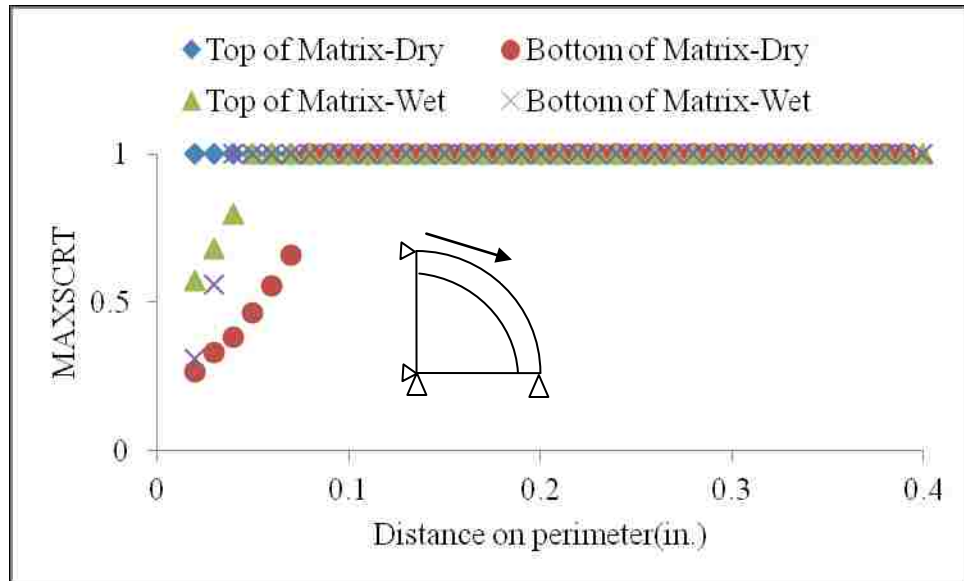 Top of Matrix-Dry
Bottom of Matrix-Dry
Top of Matrix-Wet
Bottom of Matrix-Wet
1
0.5
0
MAXSCRT
0
0.1
0.2
0.3
0.4
Distance on perimeter(in.)